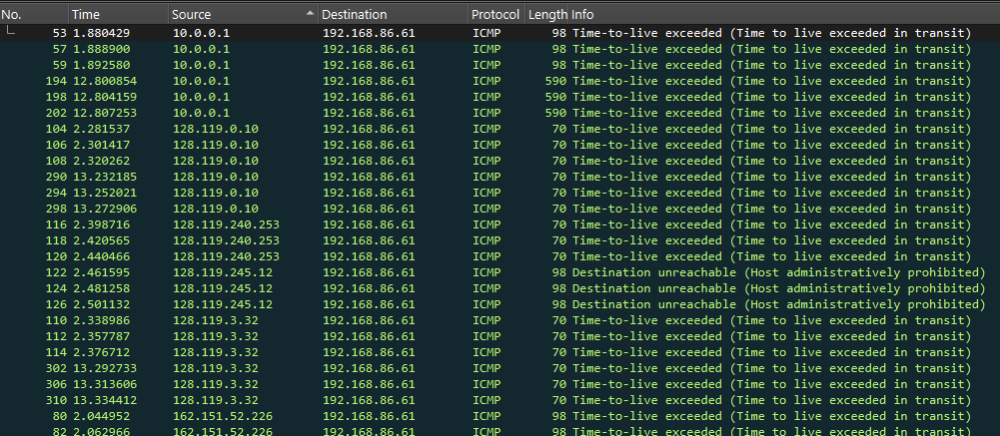 No. Time Source Destination Protocol Length Info
53 1.880429 10.0.0.1 192.168.86.61 ICMP 98 Time-to-live exceeded (Time to live exceeded in transit)
57 1.888900 10.0.0.1 192.168.86.61 ICMP 98 Time-to-live exceeded (Time to live exceeded in transit)
59 1.892580 10.0.0.1 192.168.86.61 ICMP 98 Time-to-live exceeded (Time to live exceeded in transit)
194 12.800854 10.0.0.1 192.168.86.61 ICMP 590 Time-to-live exceeded (Time to live exceeded in transit)
198 12.804159 10.0.0.1 192.168.86.61 ICMP 590 Time-to-live exceeded (Time to live exceeded in transit)
202 12.807253 10.0.0.1 192.168.86.61 ICMP 590 Time-to-live exceeded (Time to live exceeded in transit)
104 2.281537 128.119.0.10 192.168.86.61 ICMP 70 Time-to-live exceeded (Time to live exceeded in transit)
106 2.301417 128.119.0.10 192.168.86.61 ICMP 70 Time-to-live exceeded (Time to live exceeded in transit)
108 2.320262 128.119.0.10 192.168.86.61 ICMP 70 Time-to-live exceeded (Time to live exceeded in transit)
290 13.232185 128.119.0.10 192.168.86.61 ICMP 70 Time-to-live exceeded (Time to live exceeded in transit)
294 13.252021 128.119.0.10 192.168.86.61 ICMP 70 Time-to-live exceeded (Time to live exceeded in transit)
298 13.272906 128.119.0.10 192.168.86.61 ICMP 70 Time-to-live exceeded (Time to live exceeded in transit)
116 2.398716 128.119.240.253 192.168.86.61 ICMP 70 Time-to-live exceeded (Time to live exceeded in transit)
118 2.420565 128.119.240.253 192.168.86.61 ICMP 70 Time-to-live exceeded (Time to live exceeded in transit)
120 2.440466 128.119.240.253 192.168.86.61 ICMP 70 Time-to-live exceeded (Time to live exceeded in transit)
122 2.461595 128.119.245.12 192.168.86.61 ICMP 98 Destination unreachable (Host administratively prohibited)
124 2.481258 128.119.245.12 192.168.86.61 ICMP 98 Destination unreachable (Host administratively prohibited)
126 2.501132 128.119.245.12 192.168.86.61 ICMP 98 Destination unreachable (Host administratively prohibited)
110 2.338986 128.119.3.32 192.168.86.61 ICMP 70 Time-to-live exceeded (Time to live exceeded in transit)
112 2.357787 128.119.3.32 192.168.86.61 ICMP 70 Time-to-live exceeded (Time to live exceeded in transit)
114 2.376712 128.119.3.32 192.168.86.61 ICMP 70 Time-to-live exceeded (Time to live exceeded in transit)
302 13.292733 128.119.3.32 192.168.86.61 ICMP 70 Time-to-live exceeded (Time to live exceeded in transit)
306 13.313606 128.119.3.32 192.168.86.61 ICMP 70 Time-to-live exceeded (Time to live exceeded in transit)
310 13.334412 128.119.3.32 192.168.86.61 ICMP 70 Time-to-live exceeded (Time to live exceeded in transit)
80 2.044952 162.151.52.226 192.168.86.61 ICMP 98 Time-to-live exceeded (Time to live exceeded in transit)
82 2.062966 162.151.52.226 192.168.86.61 ICMP 98 Time-to-live exceeded (Time to live exceeded in transit)